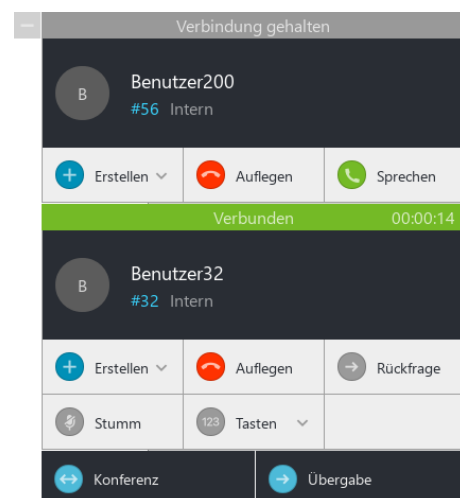 Verbindung gehalten
B
Benutzer200
#56 Intern
Erstellen Auflegen Sprechen
Verbunden 00:00:14
B
Benutzer32
#32 Intern
Erstellen Auflegen Rückfrage
Stumm 123 Tasten
Konferenz Übergabe